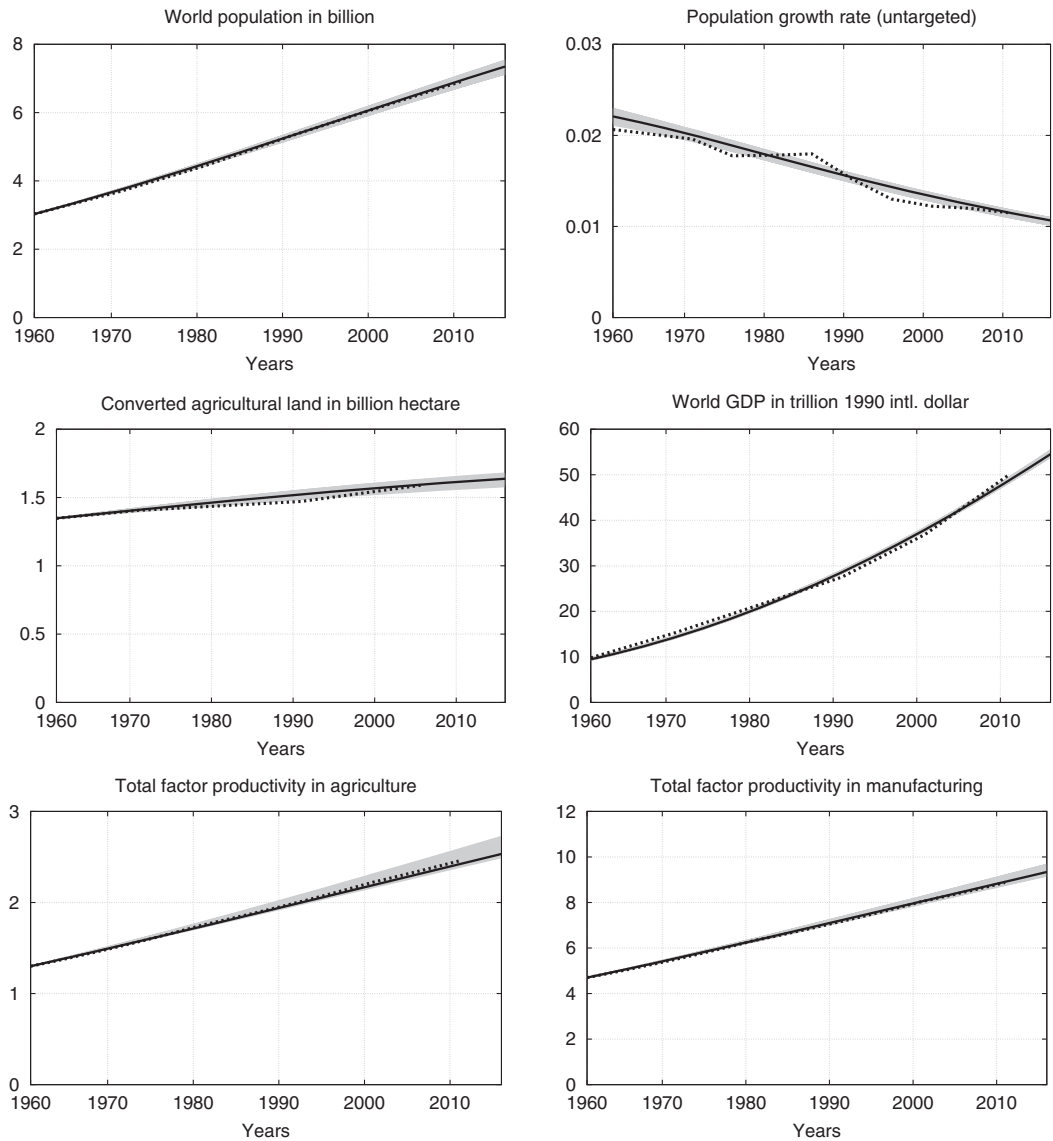 World population in billion
8
6
4
2
0
1960 1970 1980 1990 2000 2010
Years
Population growth rate (untargeted)
0.03
0.02
0.01
0
1960 1970 1980 1990 2000 2010
Years
Converted agricultural land in billion hectare
2
1.5
1
0.5
0
1960 1970 1980 1990 2000 2010
Years
World GDP in trillion 1990 intl. dollar
60
50
40
30
20
10
0
1960 1970 1980 1990 2000 2010
Years
Total factor productivity in agriculture
3
2
1
0
1960 1970 1980 1990 2000 2010
Years
Total factor productivity in manufacturing
12
10
8
6
4
2
0
1960 1970 1980 1990 2000 2010
Years